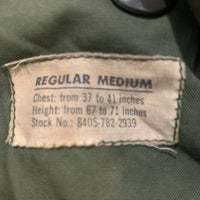 REGULAR MEDIUM
Chest: from 37 to 41 inches
Height: from 67 to 71 inches
Stock No.: 8405-782-2939